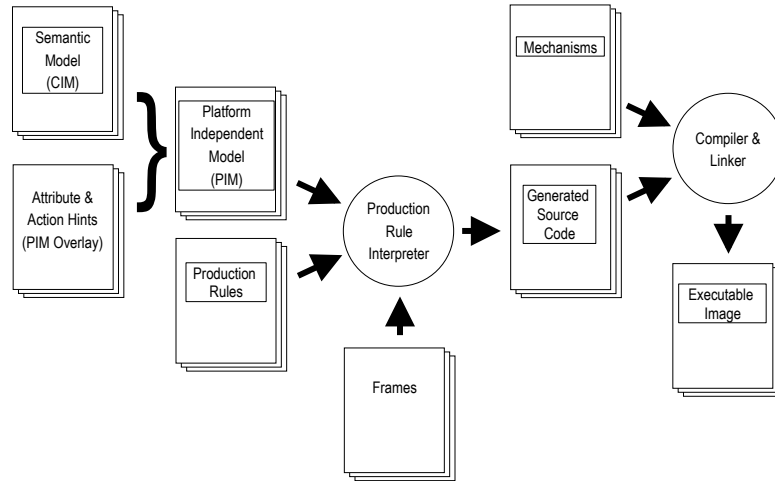 Semantic
Model
(CIM)
Attribute &
Action Hints
(PIM Overlay)
Platform
Independent
Model
(PIM)
Production
Rules
Production
Rule
Interpreter
Frames
Mechanisms
Generated
Source
Code
Compiler &
Linker
Executable
Image